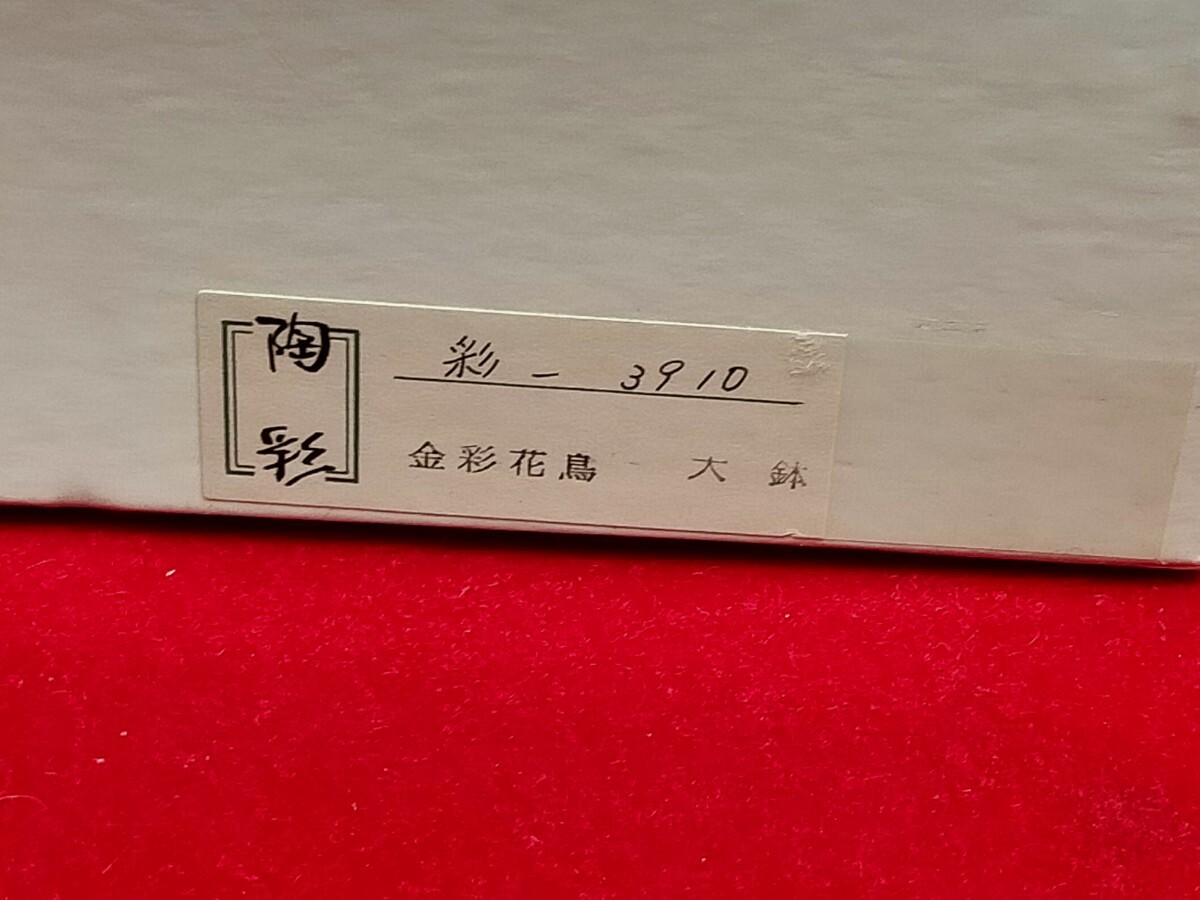 陶彩
彩 - 3910
金彩花鳥 大 鉢